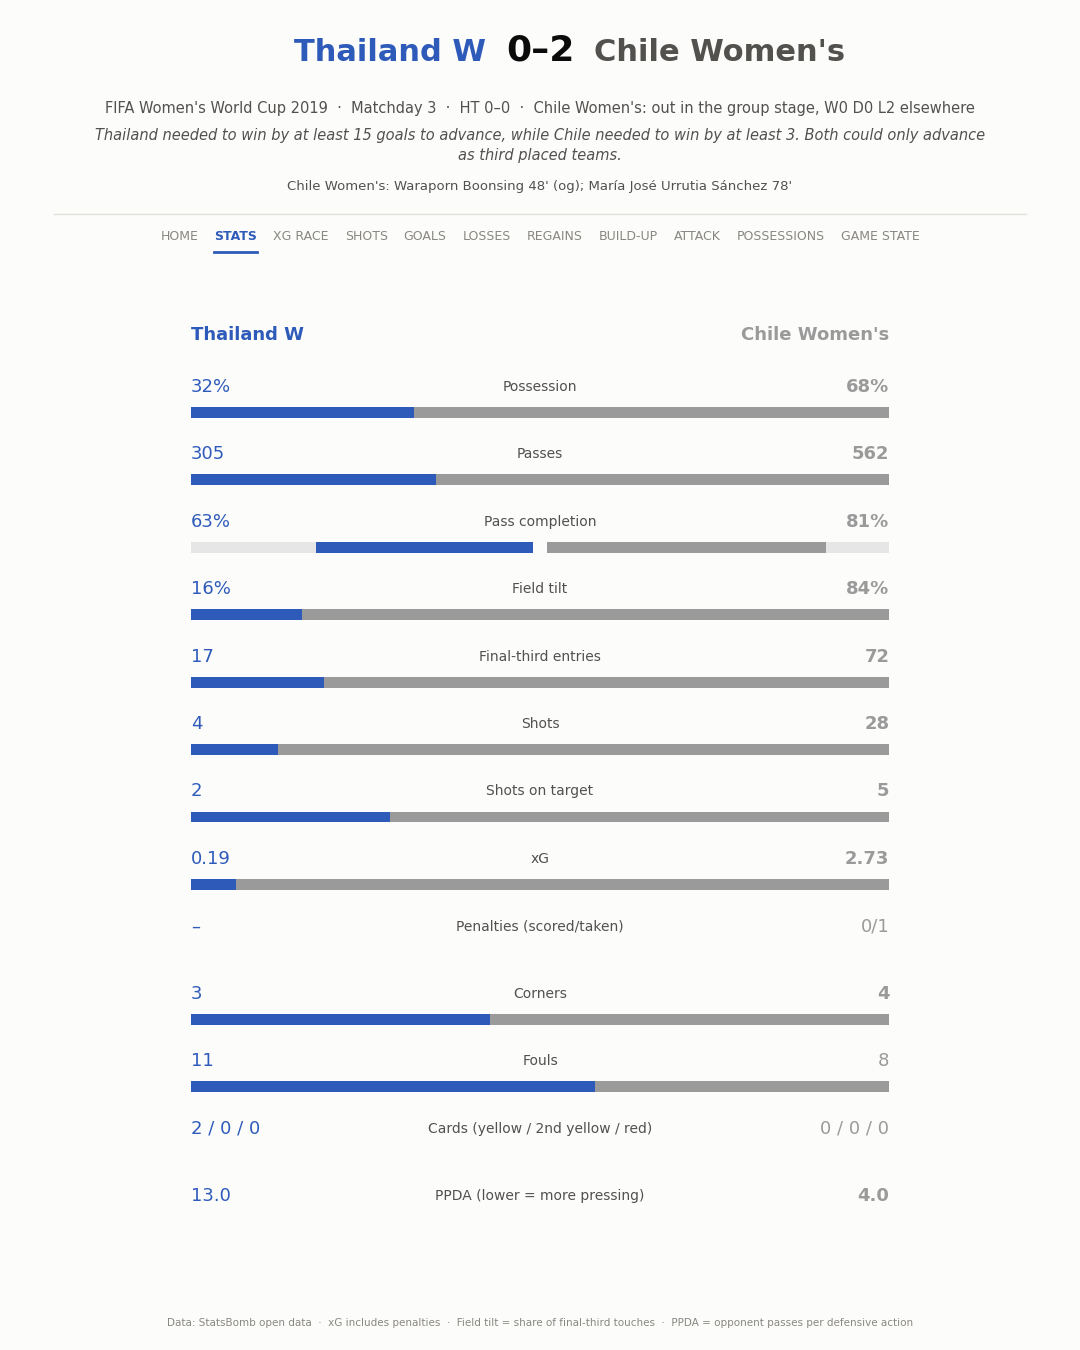 Thailand W 0–2 Chile Women's
FIFA Women's World Cup 2019 · Matchday 3 · HT 0–0 · Chile Women's: out in the group stage, W0 D0 L2 elsewhere
Thailand needed to win by at least 15 goals to advance, while Chile needed to win by at least 3. Both could only advance
as third placed teams.
Chile Women's: Waraporn Boonsing 48' (og); María José Urrutia Sánchez 78'
HOME STATS XG RACE SHOTS GOALS LOSSES REGAINS BUILD-UP ATTACK POSSESSIONS GAME STATE
Thailand W Chile Women's
32% Possession 68%
305 Passes 562
63% Pass completion 81%
16% Field tilt 84%
17 Final-third entries 72
4 Shots 28
2 Shots on target 5
0.19 xG 2.73
– Penalties (scored/taken) 0/1
3 Corners 4
11 Fouls 8
2 / 0 / 0 Cards (yellow / 2nd yellow / red) 0 / 0 / 0
13.0 PPDA (lower = more pressing) 4.0
Data: StatsBomb open data · xG includes penalties · Field tilt = share of final-third touches · PPDA = opponent passes per defensive action